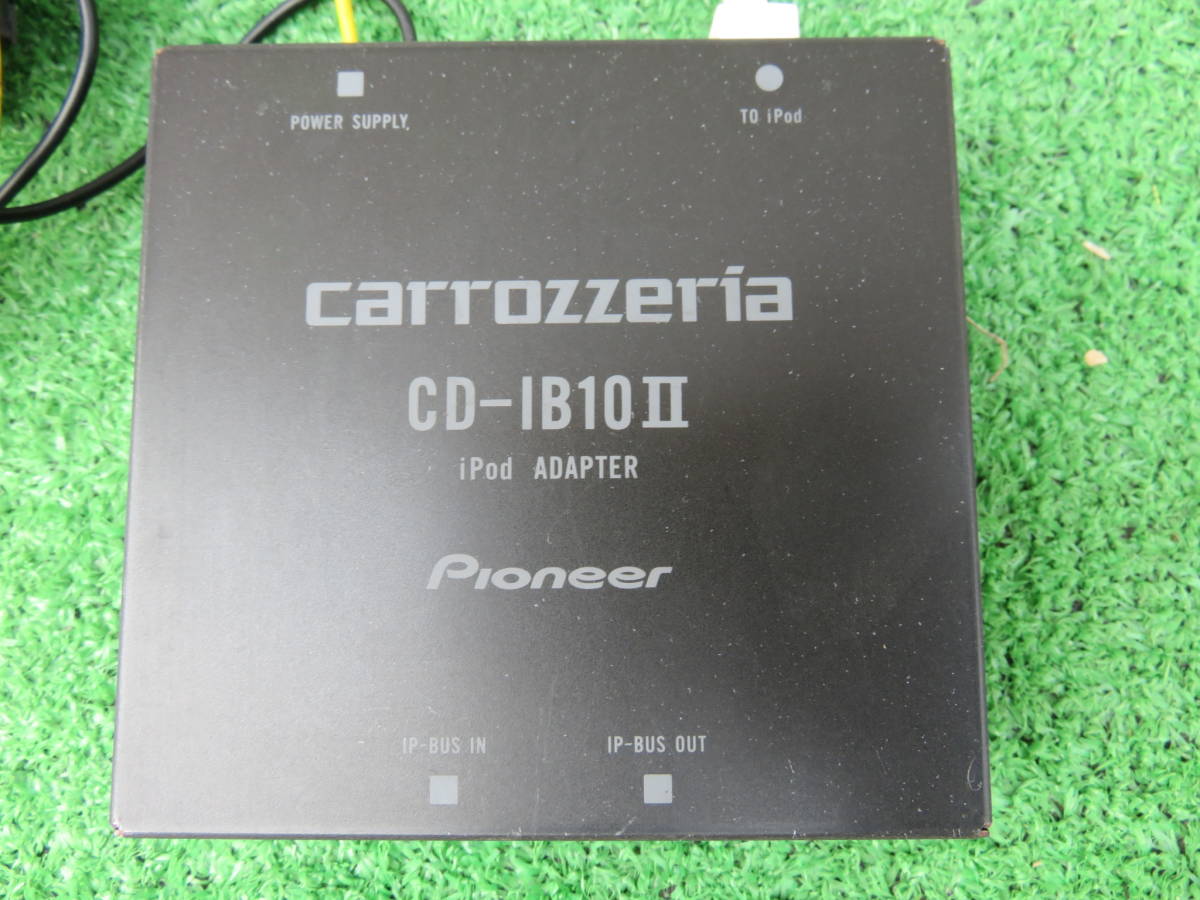 POWER SUPPLY
TO iPod
carrozzeria
CD-IB10II
iPod ADAPTER
Pioneer
IP-BUS IN
IP-BUS OUT